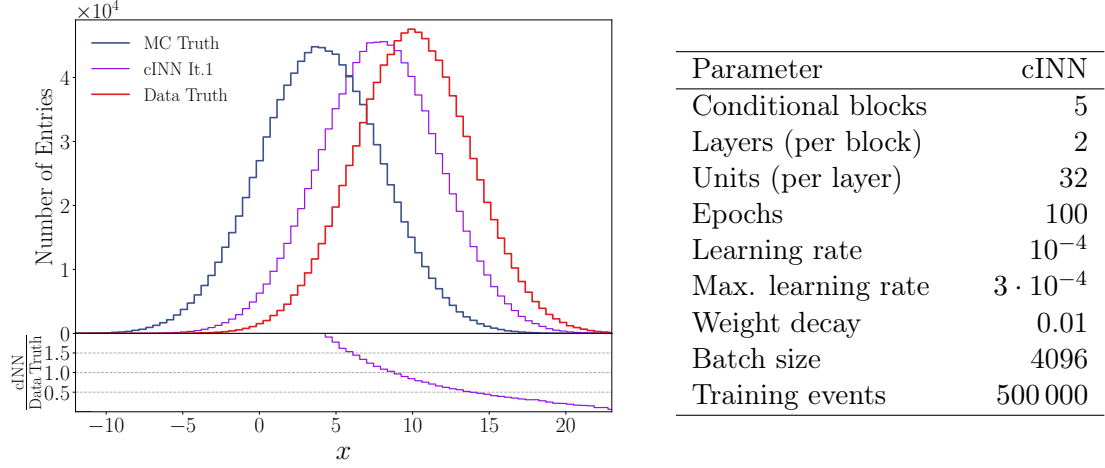 ×10⁴
MC Truth
cINN It.1
Data Truth
Number of Entries
4
3
2
1
0
cINN
Data Truth
1.5
1.0
0.5
−10 −5 0 5 10 15 20
x
Parameter cINN
Conditional blocks 5
Layers (per block) 2
Units (per layer) 32
Epochs 100
Learning rate 10⁻⁴
Max. learning rate 3 · 10⁻⁴
Weight decay 0.01
Batch size 4096
Training events 500 000